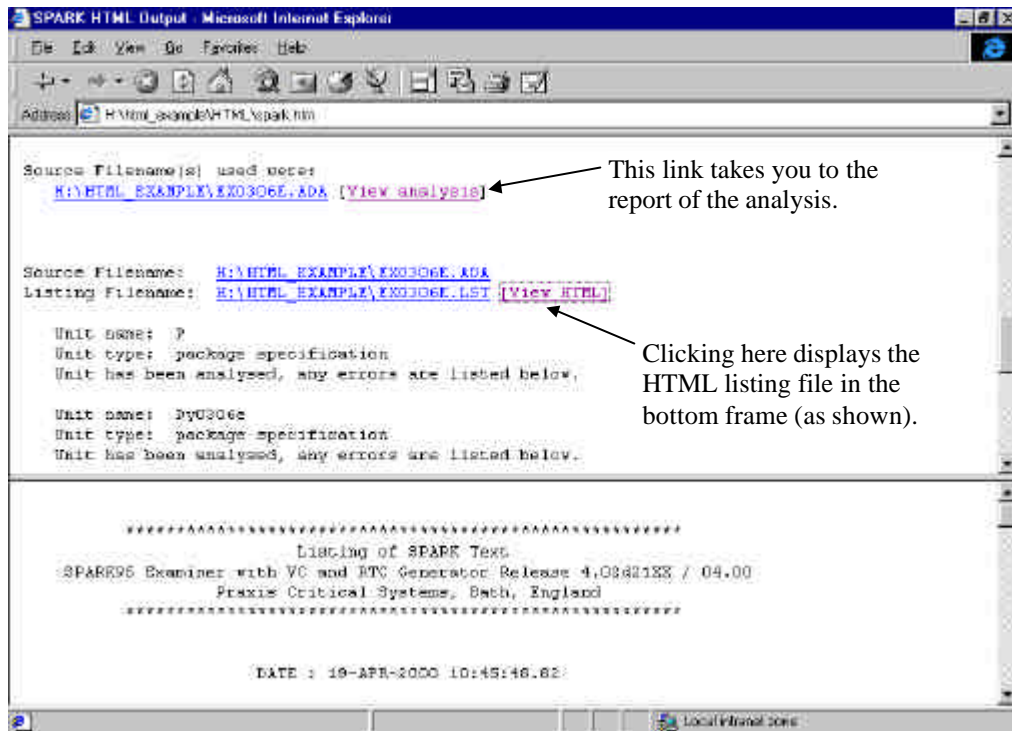 SPARK HTML Output - Microsoft Internet Explorer
File Edit View Go Favorites Help
Address H:\html_example\HTML\spark.htm
Source Filename(s) used were:
H:\HTML_EXAMPLE\EX0306E.ADA [View analysis]
This link takes you to the
report of the analysis.
Source Filename: H:\HTML_EXAMPLE\EX0306E.ADA
Listing Filename: H:\HTML_EXAMPLE\EX0306E.LST [View HTML]
Unit name: P
Unit type: package specification
Unit has been analysed, any errors are listed below.
Clicking here displays the
HTML listing file in the
bottom frame (as shown).
Unit name: Py0306e
Unit type: package specification
Unit has been analysed, any errors are listed below.
Listing of SPARK Text
SPARK95 Examiner with VC and RTC Generator Release / 04.00
Praxis Critical Systems, Bath, England
DATE : 19-APR-2000 10:45:46.82
Local intranet zone